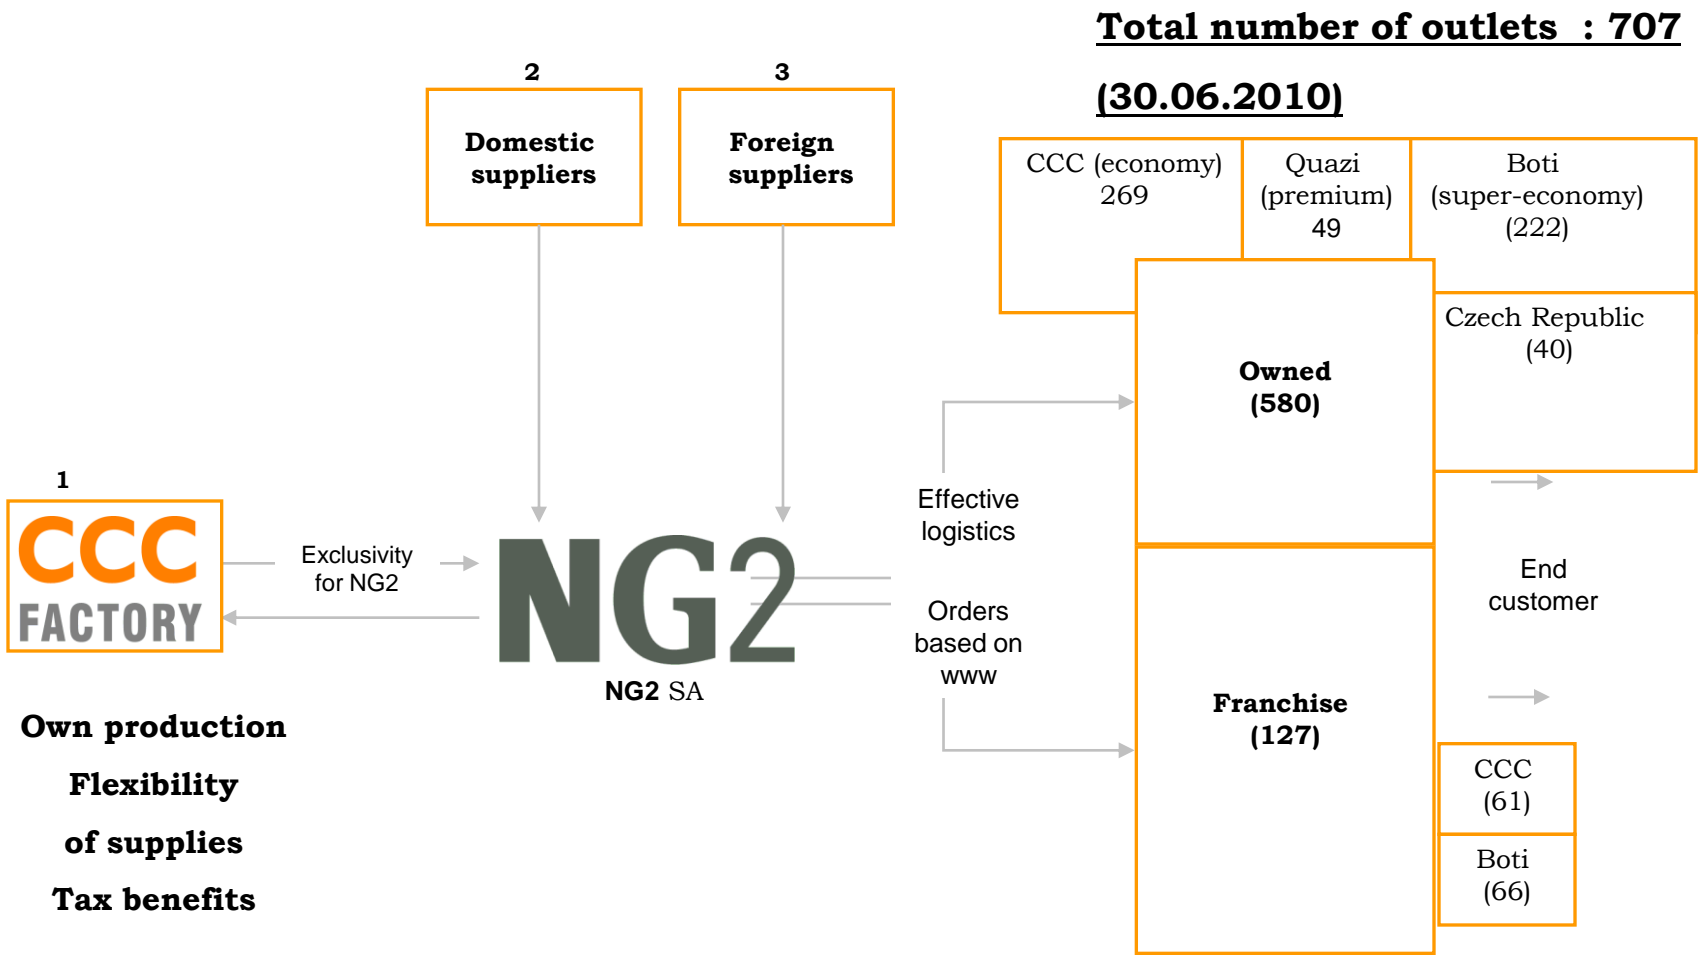 Total number of outlets  : 707
(30.06.2010)
2
Domestic
suppliers
3
Foreign
suppliers
CCC (economy)
269
Quazi
(premium)
49
Boti
(super-economy)
(222)
Czech Republic
(40)
Owned
(580)
1
CCC
FACTORY
Exclusivity
for NG2
NG2
NG2 SA
Effective
logistics
Orders
based on
www
End
customer
Franchise
(127)
CCC
(61)
Boti
(66)
Own production
Flexibility
of supplies
Tax benefits